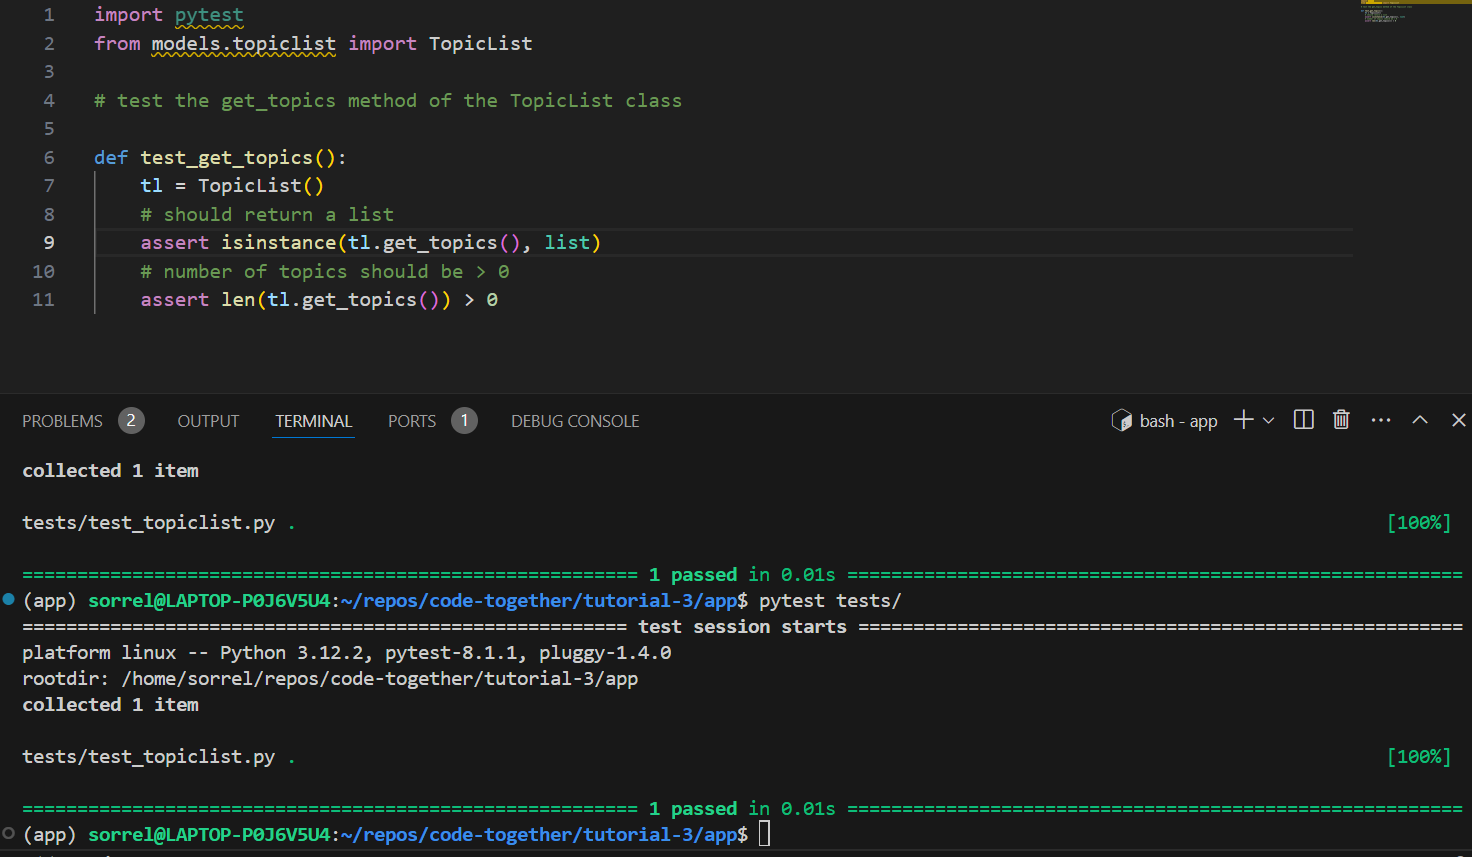 1 import pytest
2 from models.topiclist import TopicList
3
4 # test the get_topics method of the TopicList class
5
6 def test_get_topics():
7 tl = TopicList()
8 # should return a list
9 assert isinstance(tl.get_topics(), list)
10 # number of topics should be > 0
11 assert len(tl.get_topics()) > 0
PROBLEMS 2 OUTPUT TERMINAL PORTS 1 DEBUG CONSOLE bash - app
collected 1 item
tests/test_topiclist.py . [100%]
======================================================== 1 passed in 0.01s ========================================================
(app) sorrel@LAPTOP-P0J6V5U4:~/repos/code-together/tutorial-3/app$ pytest tests/
======================================================= test session starts =======================================================
platform linux -- Python 3.12.2, pytest-8.1.1, pluggy-1.4.0
rootdir: /home/sorrel/repos/code-together/tutorial-3/app
collected 1 item
tests/test_topiclist.py . [100%]
======================================================== 1 passed in 0.01s ========================================================
(app) sorrel@LAPTOP-P0J6V5U4:~/repos/code-together/tutorial-3/app$